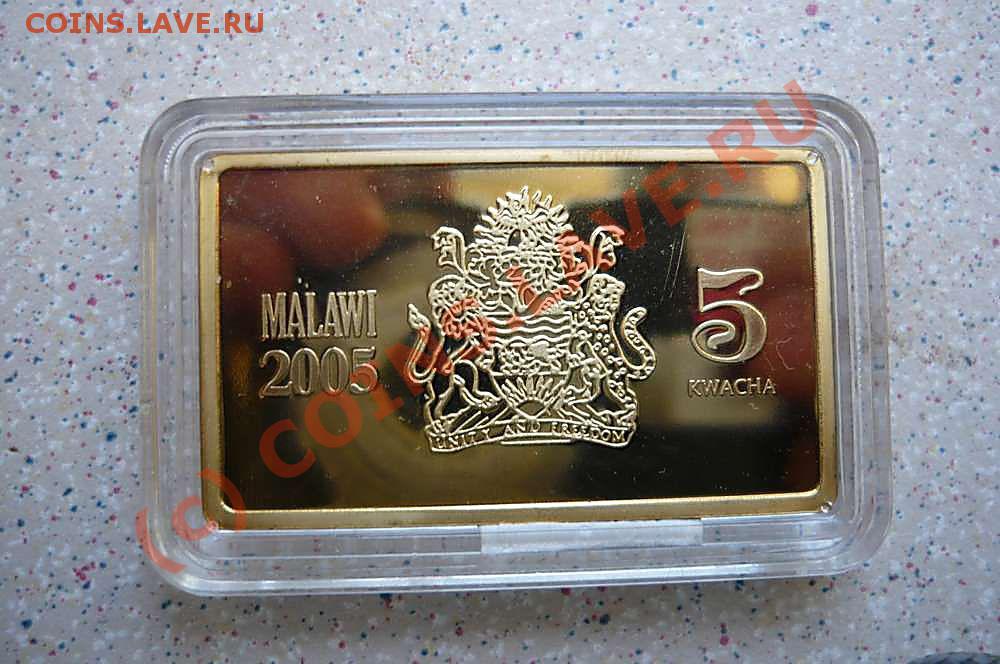 COINS.LAVE.RU
(c) COINS.LAVE.RU
MALAWI
2005
5
KWACHA
UNITY AND FREEDOM